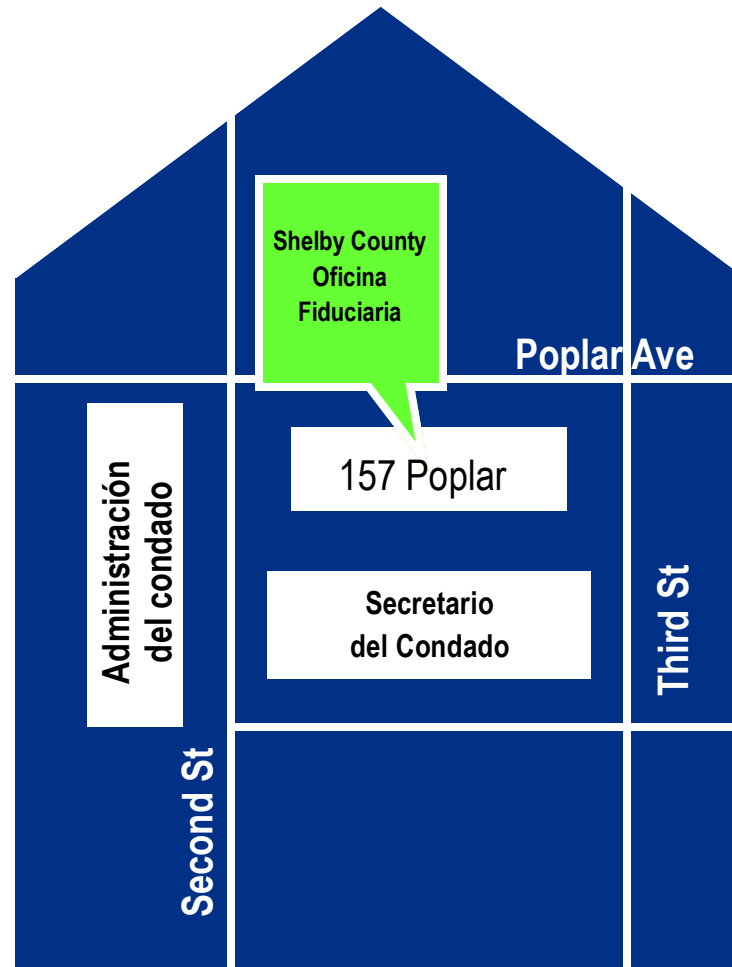 Shelby County
Oficina
Fiduciaria
Poplar Ave
157 Poplar
Administración
del condado
Secretario
del Condado
Third St
Second St